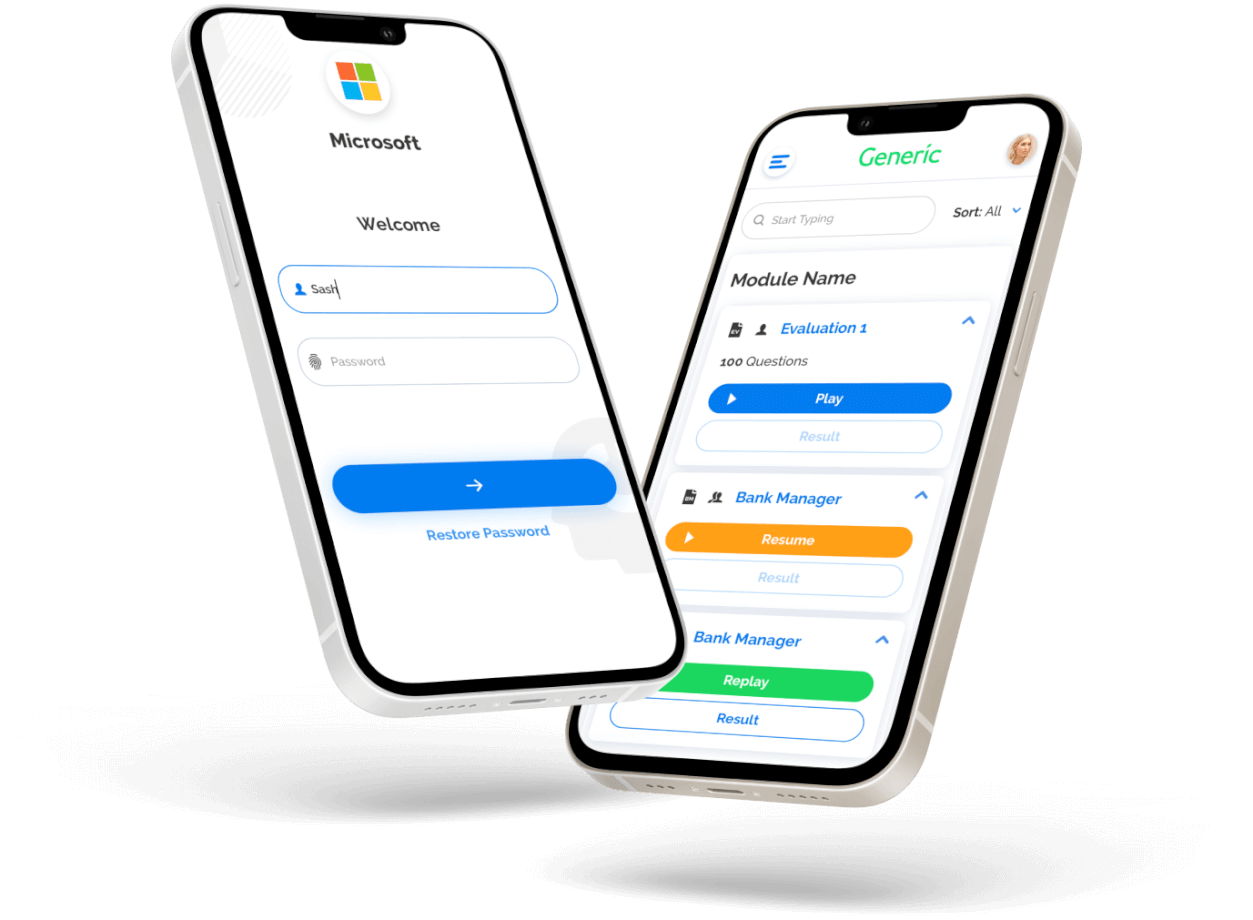 Microsoft
Welcome
Sash
Password
Restore Password
Generic
Start Typing
Sort: All
Module Name
EV
Evaluation 1
100 Questions
Play
Result
Bank Manager
Resume
Result
Bank Manager
Replay
Result